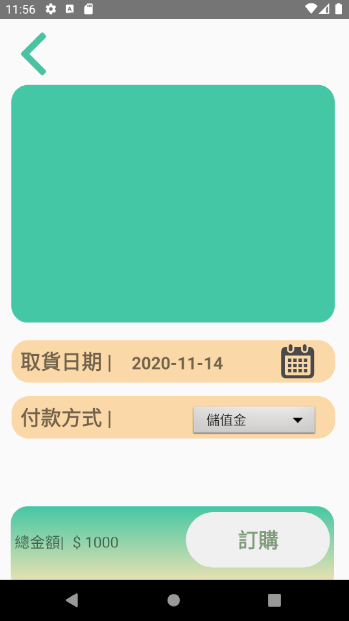 11:56
取貨日期 | 2020-11-14
付款方式 | 儲值金
總金額| $ 1000 訂購